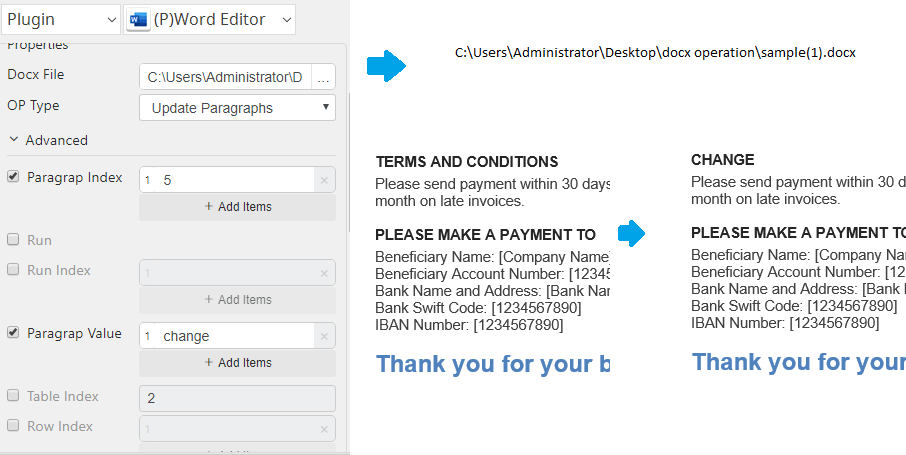 Plugin
(P)Word Editor
Properties
Docx File
C:\Users\Administrator\D ...
OP Type
Update Paragraphs
Advanced
Paragrap Index
1 5
+ Add Items
Run
Run Index
1
+ Add Items
Paragrap Value
1 change
+ Add Items
Table Index
2
Row Index
1
C:\Users\Administrator\Desktop\docx operation\sample(1).docx
TERMS AND CONDITIONS
Please send payment within 30 days
month on late invoices.
PLEASE MAKE A PAYMENT TO
Beneficiary Name: [Company Name
Beneficiary Account Number: [12345
Bank Name and Address: [Bank Nar
Bank Swift Code: [1234567890]
IBAN Number: [1234567890]
Thank you for your b
CHANGE
Please send payment within 30 d
month on late invoices.
PLEASE MAKE A PAYMENT TO
Beneficiary Name: [Company Na
Beneficiary Account Number: [12
Bank Name and Address: [Bank
Bank Swift Code: [1234567890]
IBAN Number: [1234567890]
Thank you for your